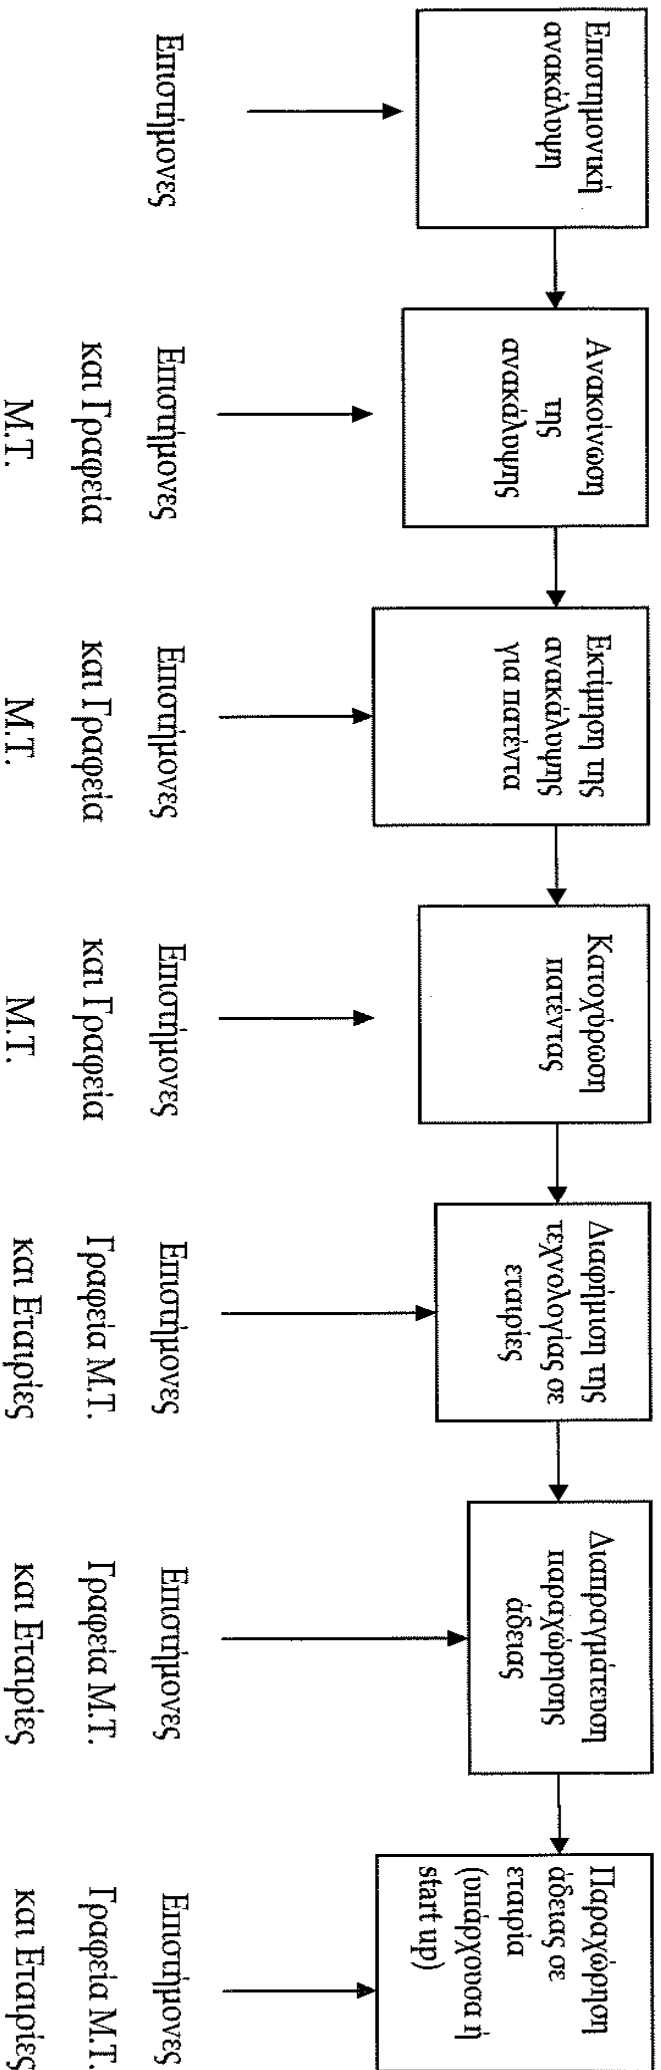 Επιστημονική
ανακάλυψη
Ανακοίνωση
της
ανακάλυψης
Εκτίμηση της
ανακάλυψης
για πατέντα
Κατοχύρωση
πατέντας
Διαφήμιση της
τεχνολογίας σε
εταιρίες
Διαπραγμάτευση
παραχώρησης
άδειας
Παραχώρηση
άδειας σε
εταιρία
(υπάρχουσα ή
start up)
Επιστήμονες
Επιστήμονες
και Γραφεία
Μ.Τ.
Επιστήμονες
και Γραφεία
Μ.Τ.
Επιστήμονες
και Γραφεία
Μ.Τ.
Επιστήμονες
Γραφεία Μ.Τ.
και Εταιρίες
Επιστήμονες
Γραφεία Μ.Τ.
και Εταιρίες
Επιστήμονες
Γραφεία Μ.Τ.
και Εταιρίες